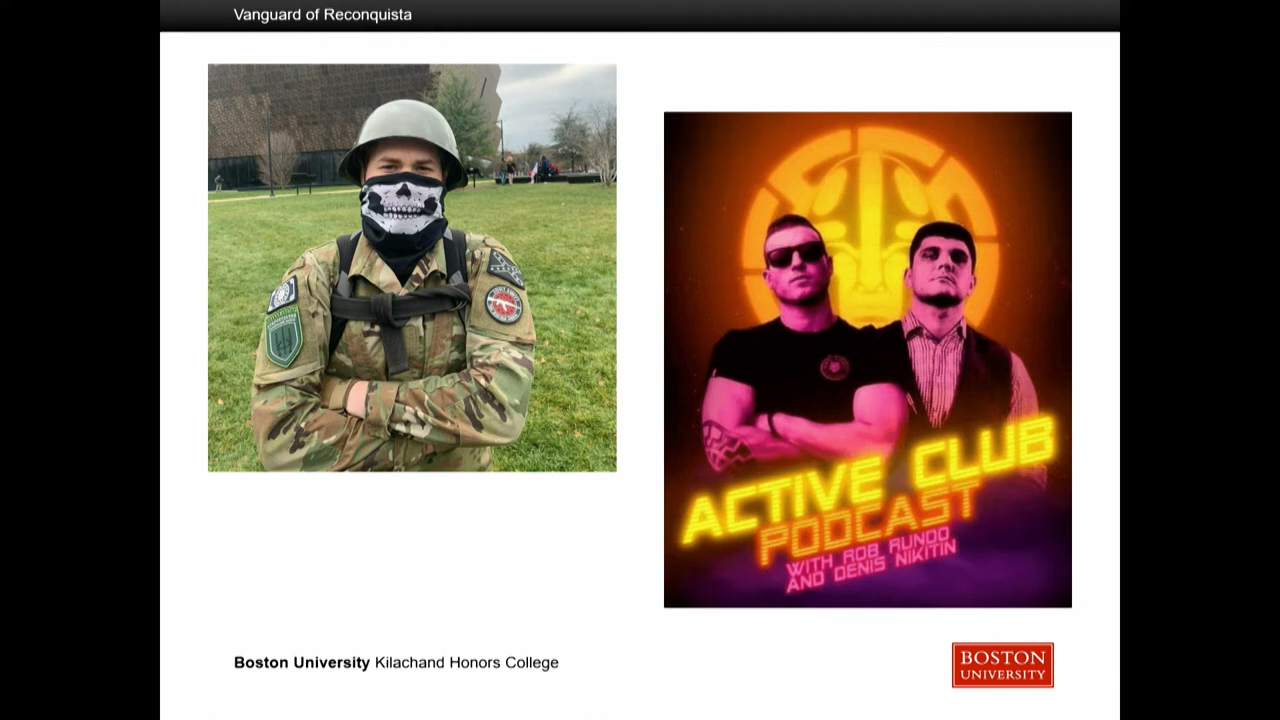 Vanguard of Reconquista
ACTIVE CLUB
PODCAST
WITH ROB RUNDO
AND DENIS NIKITIN
Boston University Kilachand Honors College
BOSTON
UNIVERSITY